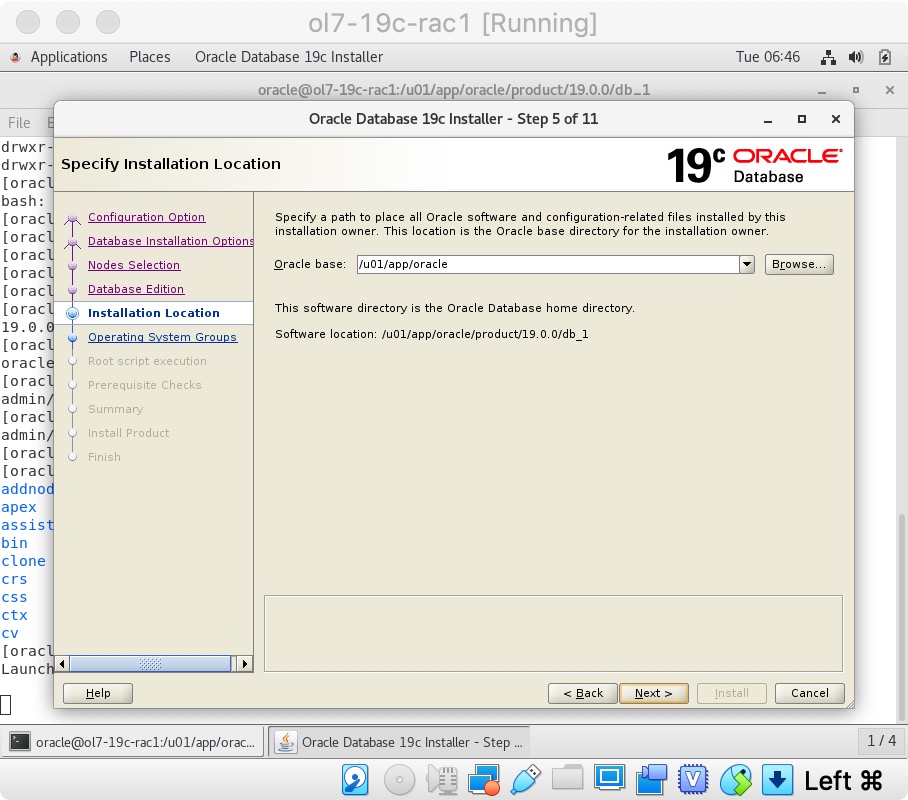 ol7-19c-rac1 [Running]
Applications Places Oracle Database 19c Installer Tue 06:46
oracle@ol7-19c-rac1:/u01/app/oracle/product/19.0.0/db_1
File
Oracle Database 19c Installer - Step 5 of 11
Specify Installation Location
19c ORACLE
Database
drwxr-
drwxr-
[oracl
bash:
[oracl
[oracl
[oracl
[oracl
[oracl
[oracl
19.0.0
[oracl
oracle
[oracl
admin/
[oracl
admin/
[oracl
[oracl
addnod
apex
assist
bin
clone
crs
css
ctx
cv
[oracl
Launch
Configuration Option
Database Installation Options
Nodes Selection
Database Edition
Installation Location
Operating System Groups
Root script execution
Prerequisite Checks
Summary
Install Product
Finish
Specify a path to place all Oracle software and configuration-related files installed by this
installation owner. This location is the Oracle base directory for the installation owner.
Oracle base: /u01/app/oracle Browse...
This software directory is the Oracle Database home directory.
Software location: /u01/app/oracle/product/19.0.0/db_1
Help < Back Next > Install Cancel
oracle@ol7-19c-rac1:/u01/app/orac... Oracle Database 19c Installer - Step ... 1 / 4
Left ⌘